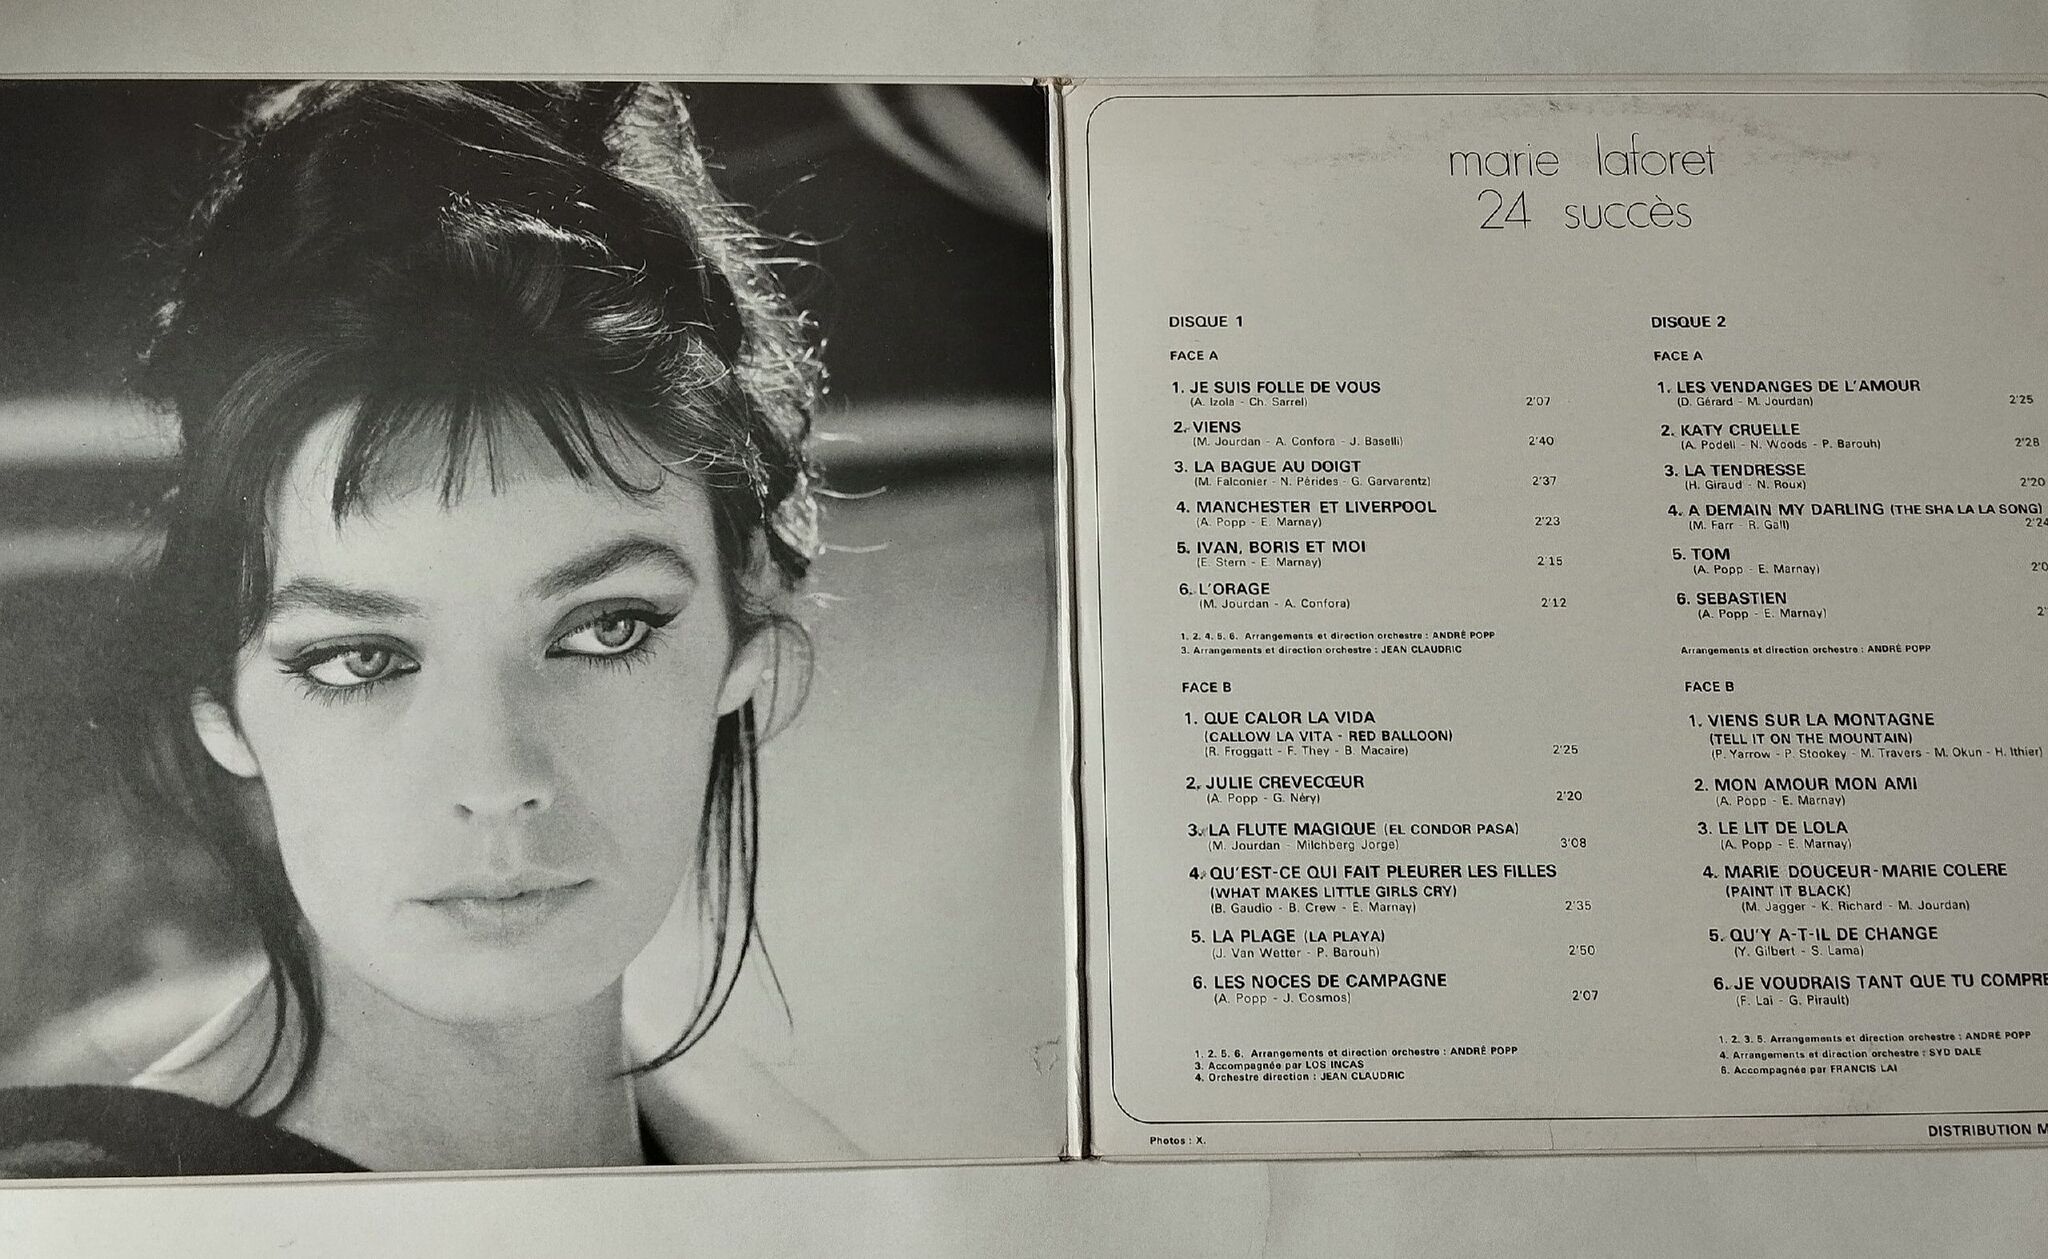 marie laforet
24 succès
DISQUE 1
FACE A
1. JE SUIS FOLLE DE VOUS
(A. Izola - Ch. Sarrel) 2'07
2. VIENS
(M. Jourdan - A. Confora - J. Baselli) 2'40
3. LA BAGUE AU DOIGT
(M. Falconier - N. Pérides - G. Garvarentz) 2'37
4. MANCHESTER ET LIVERPOOL
(A. Popp - E. Marnay) 2'23
5. IVAN, BORIS ET MOI
(E. Stern - E. Marnay) 2'15
6. L'ORAGE
(M. Jourdan - A. Confora) 2'12
1. 2. 4. 5. 6. Arrangements et direction orchestre : ANDRÉ POPP
3. Arrangements et direction orchestre : JEAN CLAUDRIC
FACE B
1. QUE CALOR LA VIDA
(CALLOW LA VITA - RED BALLOON)
(R. Froggatt - F. They - B. Macaire) 2'25
2. JULIE CREVECŒUR
(A. Popp - G. Nèry) 2'20
3. LA FLUTE MAGIQUE (EL CONDOR PASA)
(M. Jourdan - Milchberg Jorge) 3'08
4. QU'EST-CE QUI FAIT PLEURER LES FILLES
(WHAT MAKES LITTLE GIRLS CRY)
(B. Gaudio - B. Crew - E. Marnay) 2'35
5. LA PLAGE (LA PLAYA)
(J. Van Wetter - P. Barouh) 2'50
6. LES NOCES DE CAMPAGNE
(A. Popp - J. Cosmos) 2'07
1. 2. 5. 6. Arrangements et direction orchestre : ANDRÉ POPP
3. Accompagnée par LOS INCAS
4. Orchestre direction : JEAN CLAUDRIC
Photos : X.
DISQUE 2
FACE A
1. LES VENDANGES DE L'AMOUR
(D. Gérard - M. Jourdan) 2'25
2. KATY CRUELLE
(A. Podell - N. Woods - P. Barouh) 2'28
3. LA TENDRESSE
(H. Giraud - N. Roux) 2'20
4. A DEMAIN MY DARLING (THE SHA LA LA SONG)
(M. Farr - R. Gall) 2'24
5. TOM
(A. Popp - E. Marnay) 2'0
6. SEBASTIEN
(A. Popp - E. Marnay) 2'
Arrangements et direction orchestre : ANDRÉ POPP
FACE B
1. VIENS SUR LA MONTAGNE
(TELL IT ON THE MOUNTAIN)
(P. Yarrow - P. Stookey - M. Travers - M. Okun - H. Ithier)
2. MON AMOUR MON AMI
(A. Popp - E. Marnay)
3. LE LIT DE LOLA
(A. Popp - E. Marnay)
4. MARIE DOUCEUR - MARIE COLERE
(PAINT IT BLACK)
(M. Jagger - K. Richard - M. Jourdan)
5. QU'Y A-T-IL DE CHANGE
(Y. Gilbert - S. Lama)
6. JE VOUDRAIS TANT QUE TU COMPRE
(F. Lai - G. Pirault)
1. 2. 3. 5. Arrangements et direction orchestre : ANDRÉ POPP
4. Arrangements et direction orchestre : SYD DALE
6. Accompagnée par FRANCIS LAI
DISTRIBUTION M